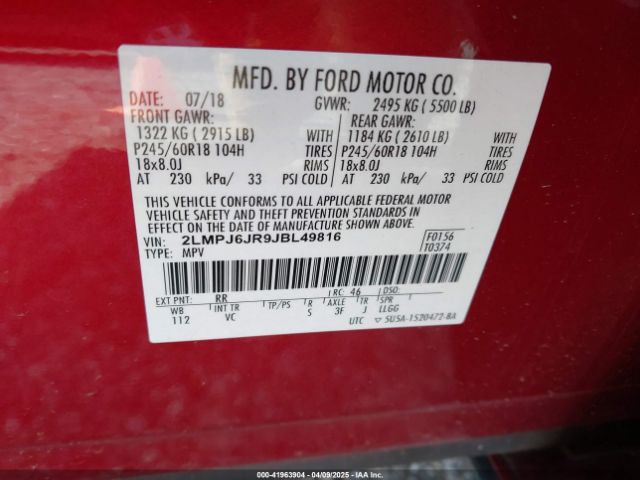 MFD. BY FORD MOTOR CO.
DATE: 07/18 GVWR: 2495 KG ( 5500 LB)
FRONT GAWR: REAR GAWR:
1322 KG ( 2915 LB) WITH 1184 KG ( 2610 LB) WITH
P245/60R18 104H TIRES P245/60R18 104H TIRES
18x8.0J RIMS 18x8.0J RIMS
AT 230 kPa/ 33 PSI COLD AT 230 kPa/ 33 PSI COLD
THIS VEHICLE CONFORMS TO ALL APPLICABLE FEDERAL MOTOR
VEHICLE SAFETY AND THEFT PREVENTION STANDARDS IN
EFFECT ON THE DATE OF MANUFACTURE SHOWN ABOVE.
VIN: 2LMPJ6JR9JBL49816 F0156
TYPE: MPV T0374
EXT PNT: RR RC: 46 DSO:
WB INT TR TP/PS R AXLE TR SPR
112 VC S 3F J LLGG
UTC 5U5A-1520472-BA
00-41963904 - 04/09/2025 - IAAI.COM